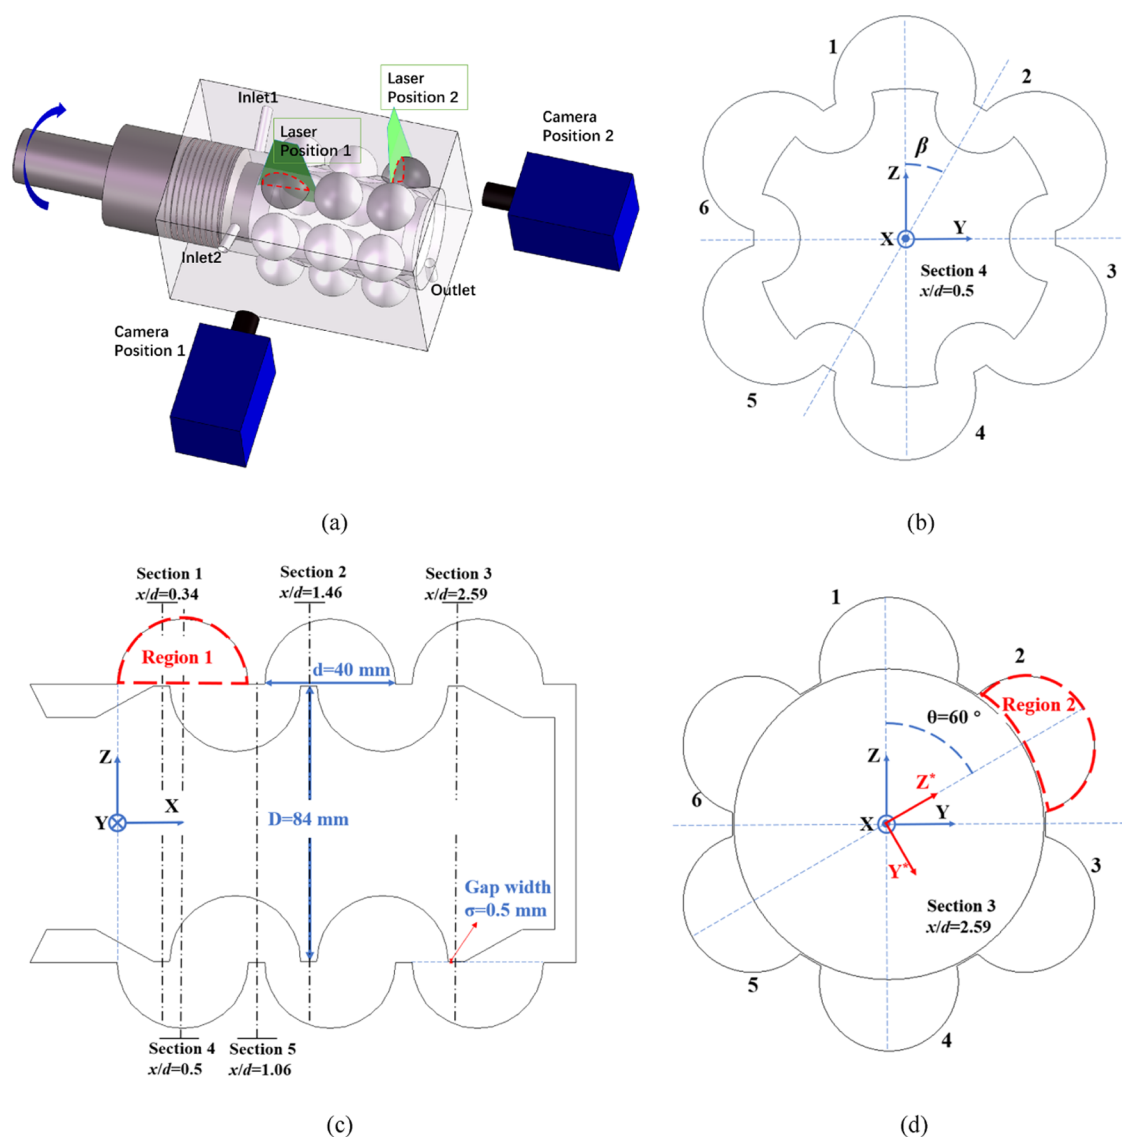 Inlet1
Laser
Position 1
Laser
Position 2
Camera
Position 2
Inlet2
Outlet
Camera
Position 1
(a)
1
2
β
Z
6
X
Y
Section 4
x/d=0.5
3
5
4
(b)
Section 1
x/d=0.34
Section 2
x/d=1.46
Section 3
x/d=2.59
Region 1
d=40 mm
Z
X
Y
D=84 mm
Gap width
σ=0.5 mm
Section 4
x/d=0.5
Section 5
x/d=1.06
(c)
1
2
Region 2
θ=60 °
Z
Z*
6
X
Y
Y*
3
Section 3
x/d=2.59
5
4
(d)